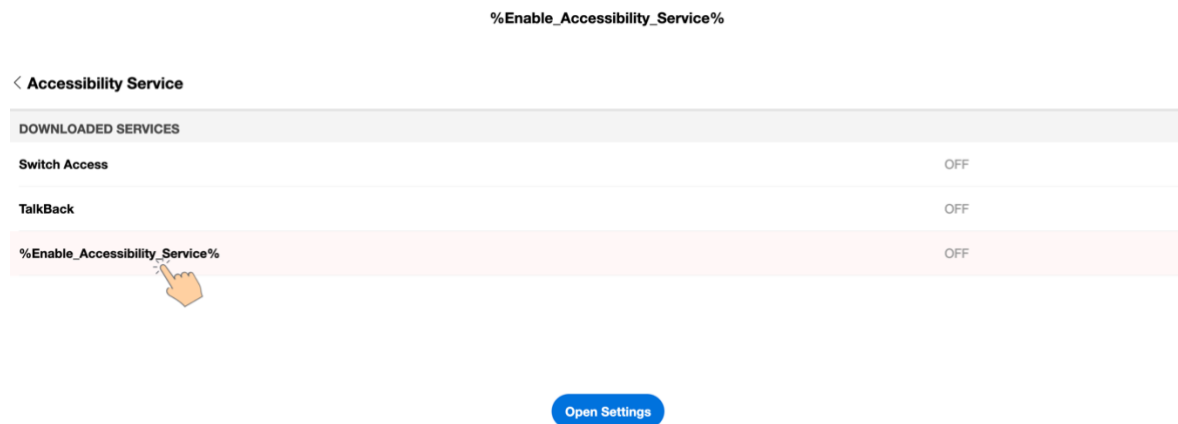 %Enable_Accessibility_Service%
< Accessibility Service
DOWNLOADED SERVICES
Switch Access OFF
TalkBack OFF
%Enable_Accessibility_Service% OFF
Open Settings